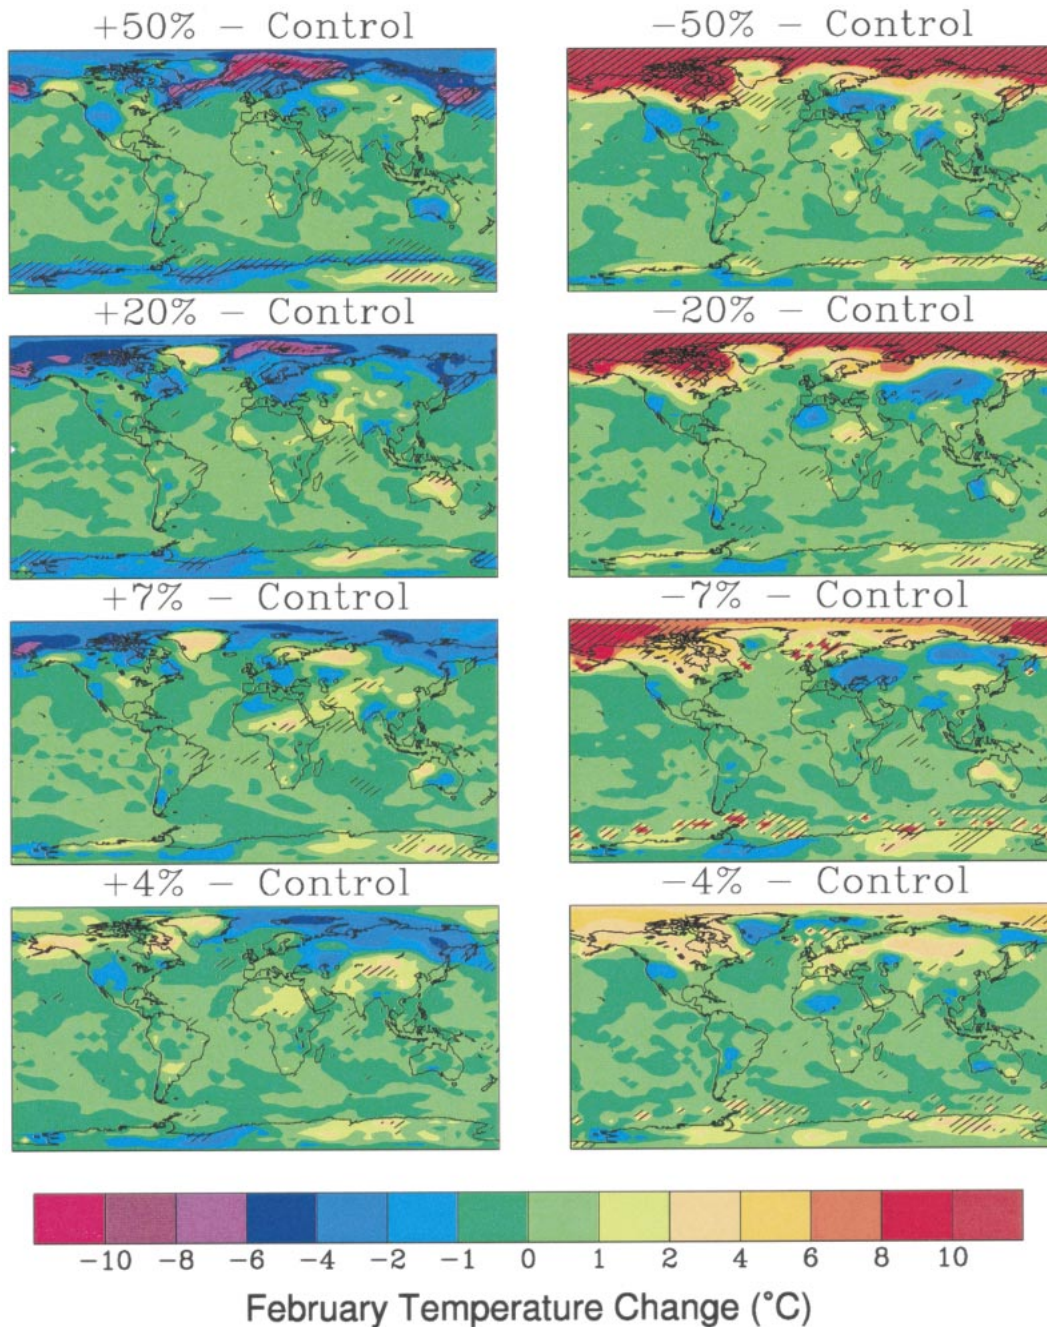 +50% − Control
−50% − Control
+20% − Control
−20% − Control
+7% − Control
−7% − Control
+4% − Control
−4% − Control
−10 −8 −6 −4 −2 −1 0 1 2 4 6 8 10
February Temperature Change (°C)